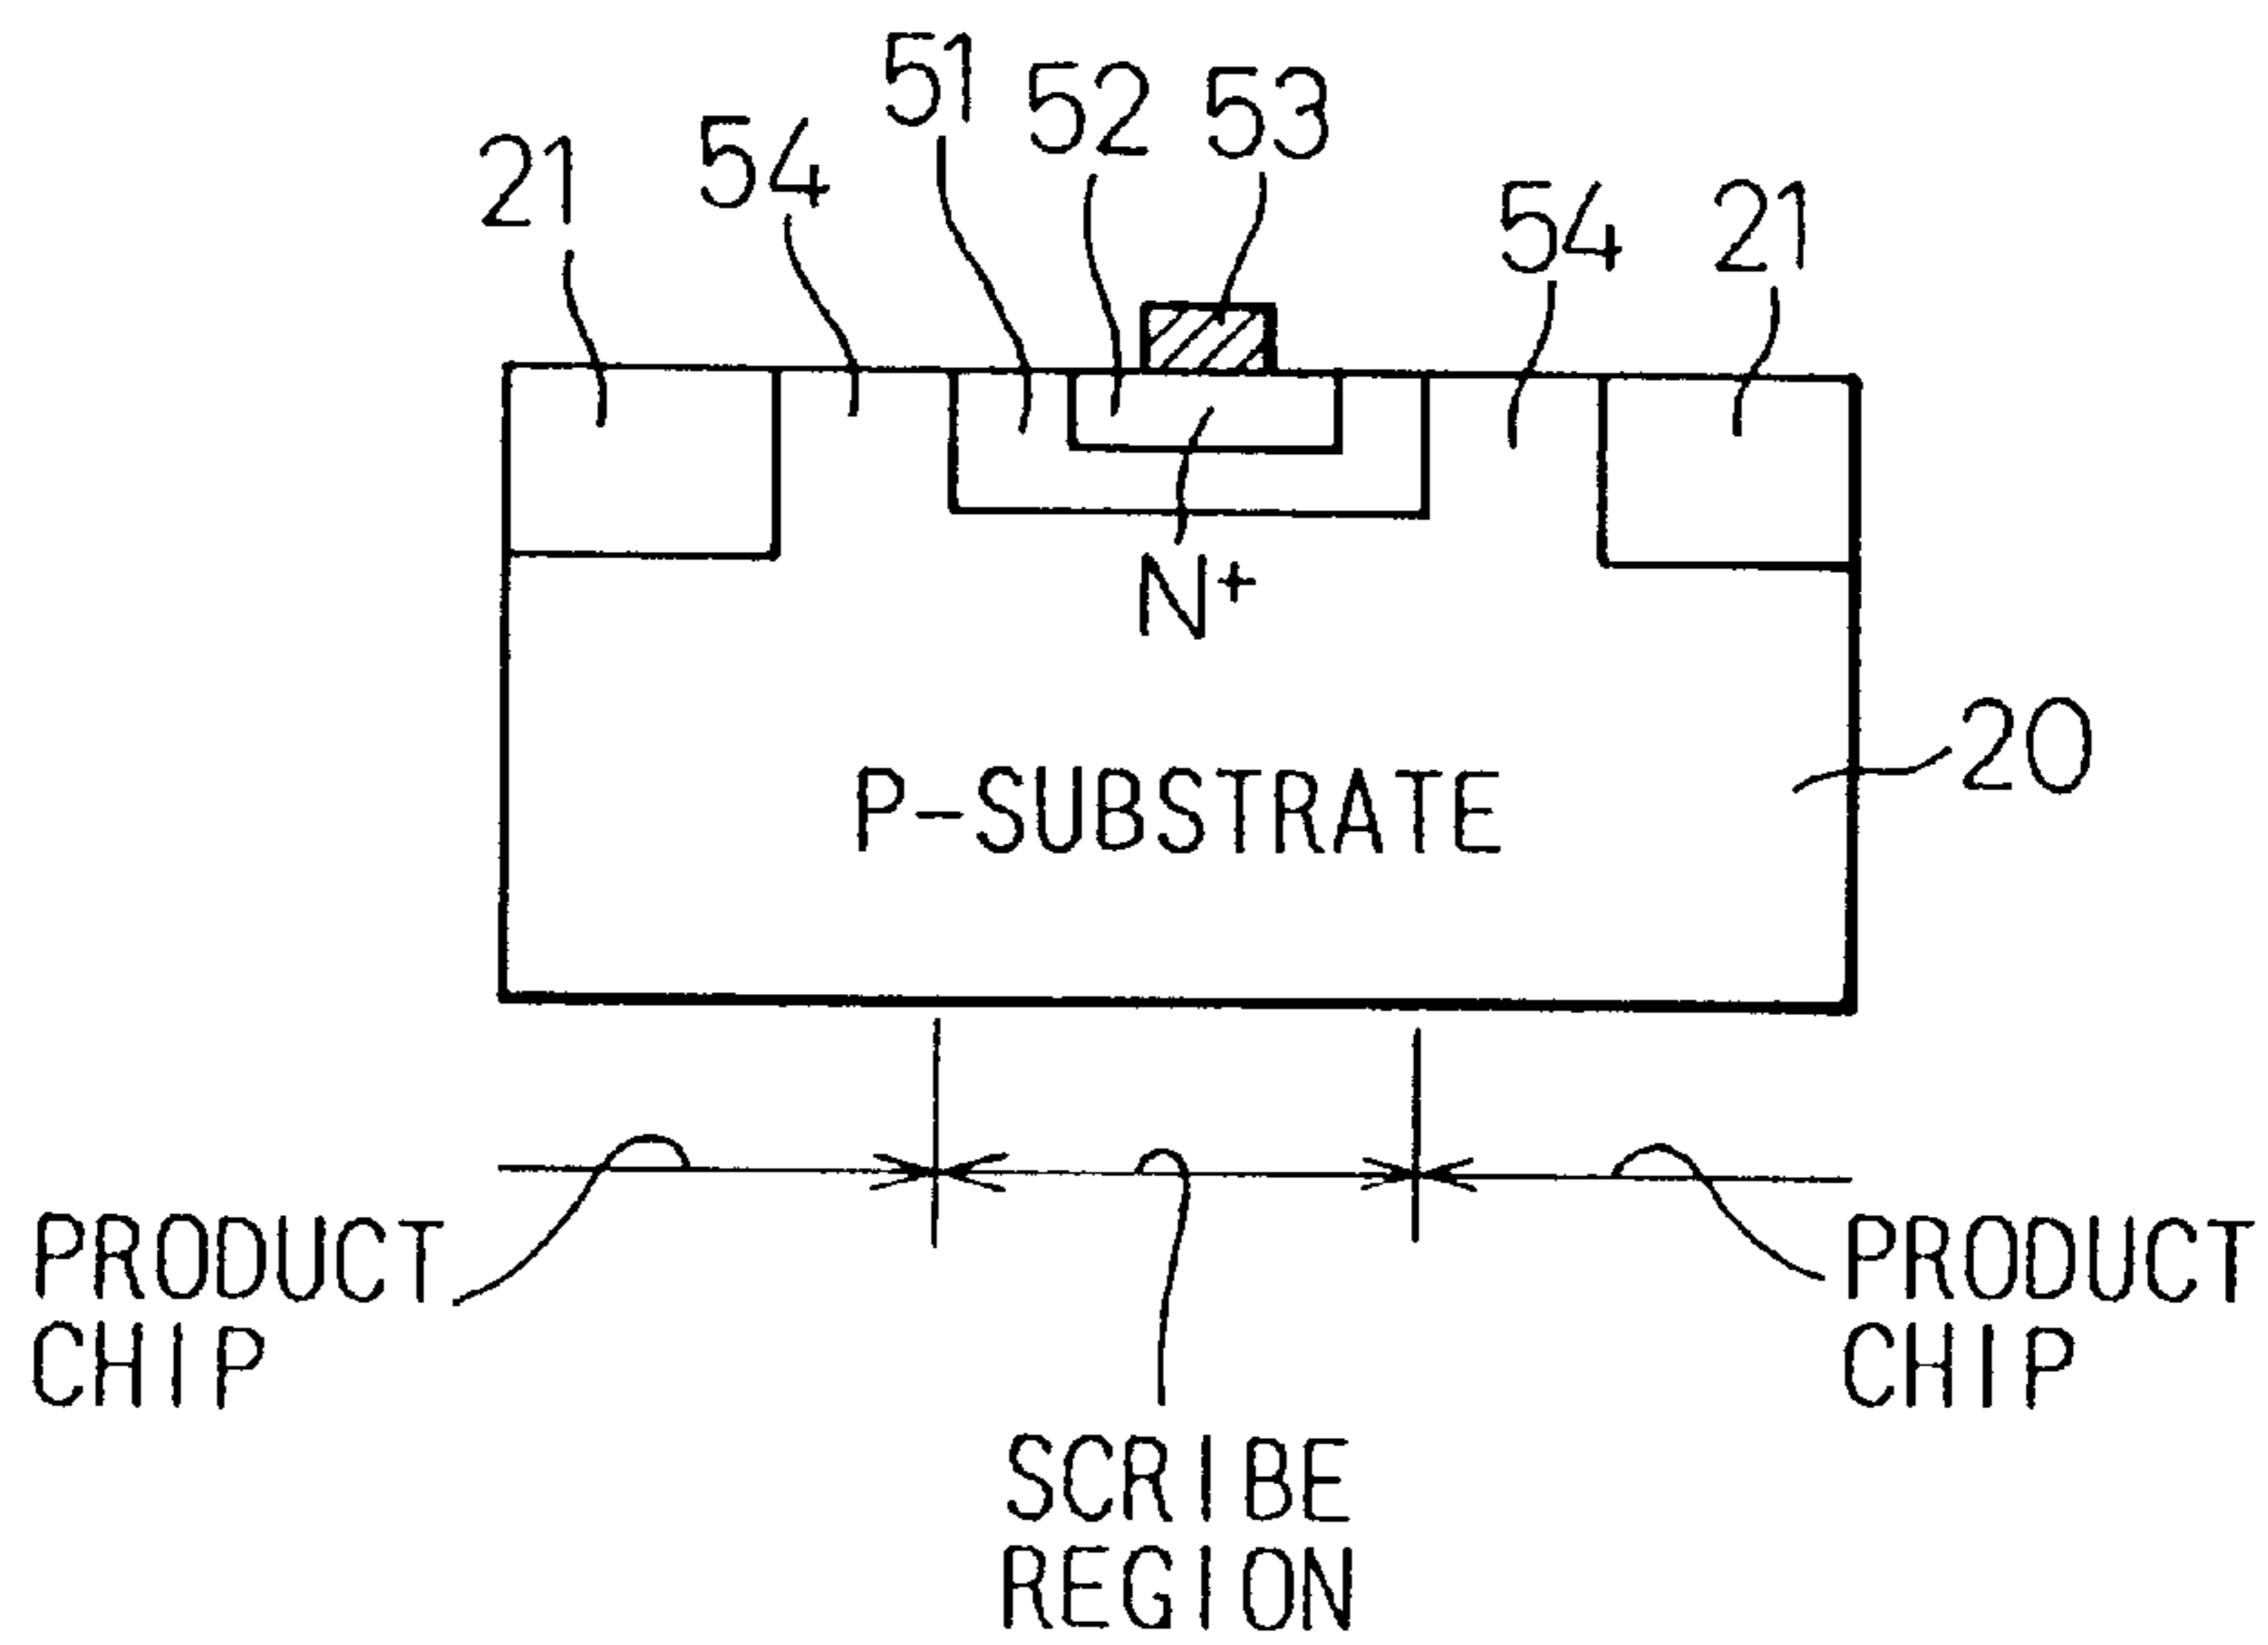 51
52
53
54
21
54
21
N+
20
P-SUBSTRATE
PRODUCT
CHIP
PRODUCT
CHIP
SCRIBE
REGION